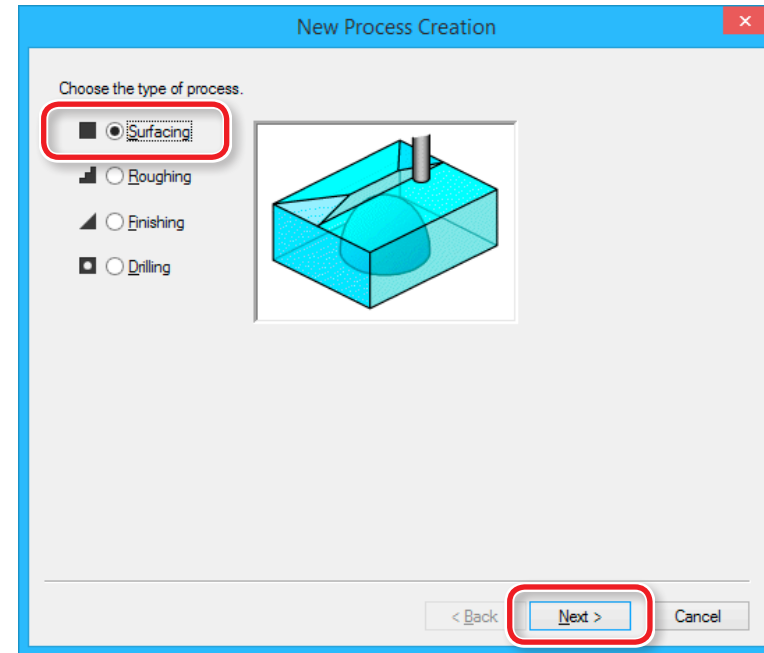 New Process Creation
Choose the type of process.
Surfacing
Roughing
Finishing
Drilling
< Back
Next >
Cancel